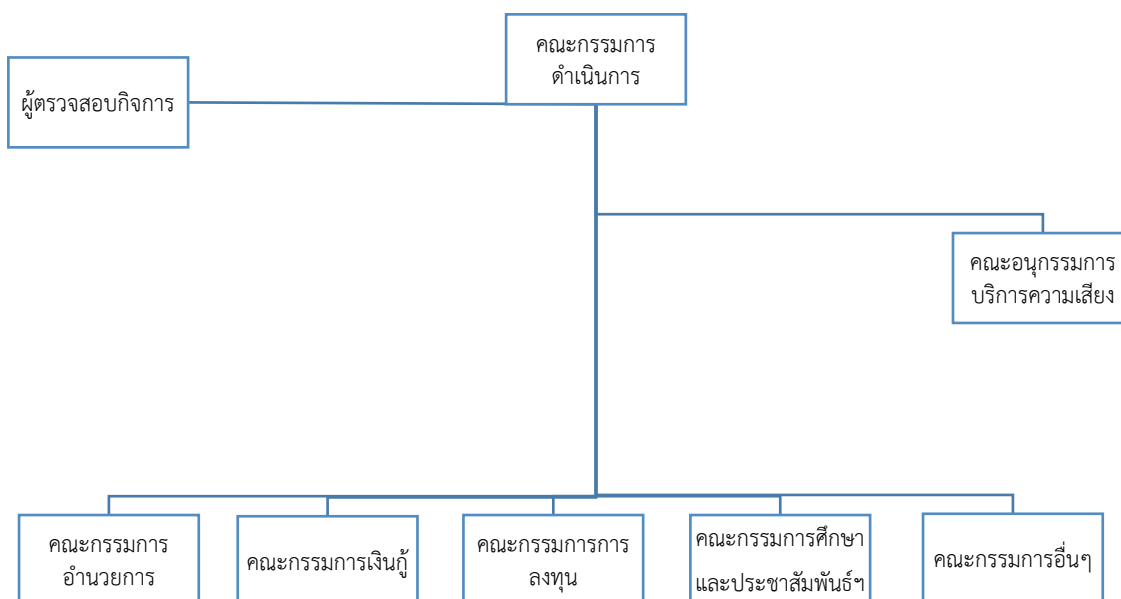 คณะกรรมการ
ดำเนินการ
ผู้ตรวจสอบกิจการ
คณะอนุกรรมการ
บริการความเสียง
คณะกรรมการ
อำนวยการ
คณะกรรมการเงินกู้
คณะกรรมการการ
ลงทุน
คณะกรรมการศึกษา
และประชาสัมพันธ์ฯ
คณะกรรมการอื่นๆ